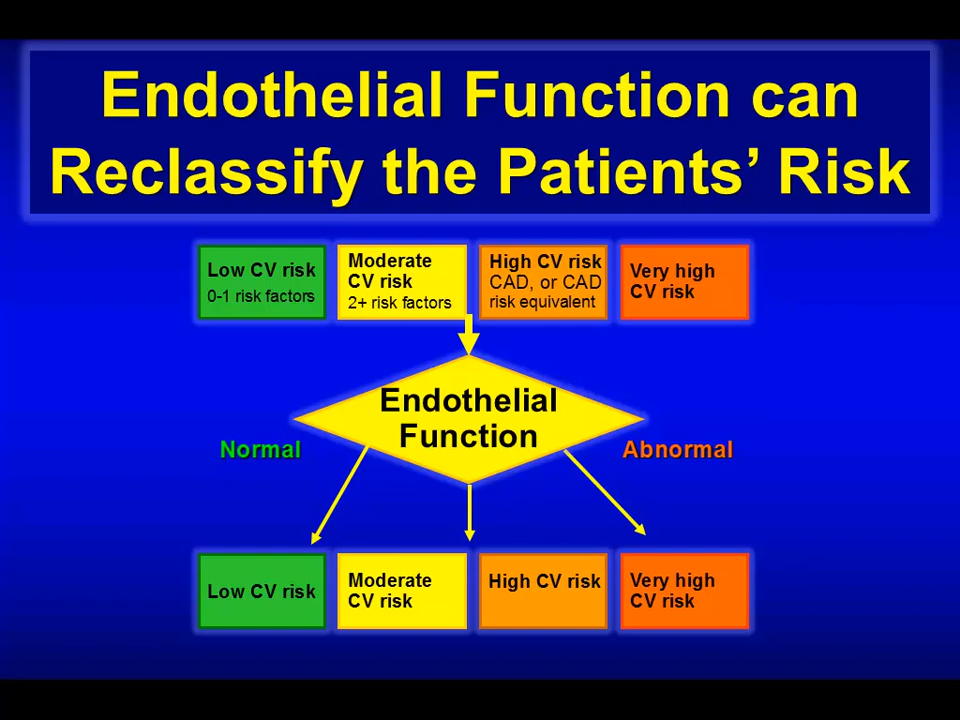 Endothelial Function can
Reclassify the Patients’ Risk
Low CV risk
0-1 risk factors
Moderate
CV risk
2+ risk factors
High CV risk
CAD, or CAD
risk equivalent
Very high
CV risk
Endothelial
Function
Normal
Abnormal
Low CV risk
Moderate
CV risk
High CV risk
Very high
CV risk